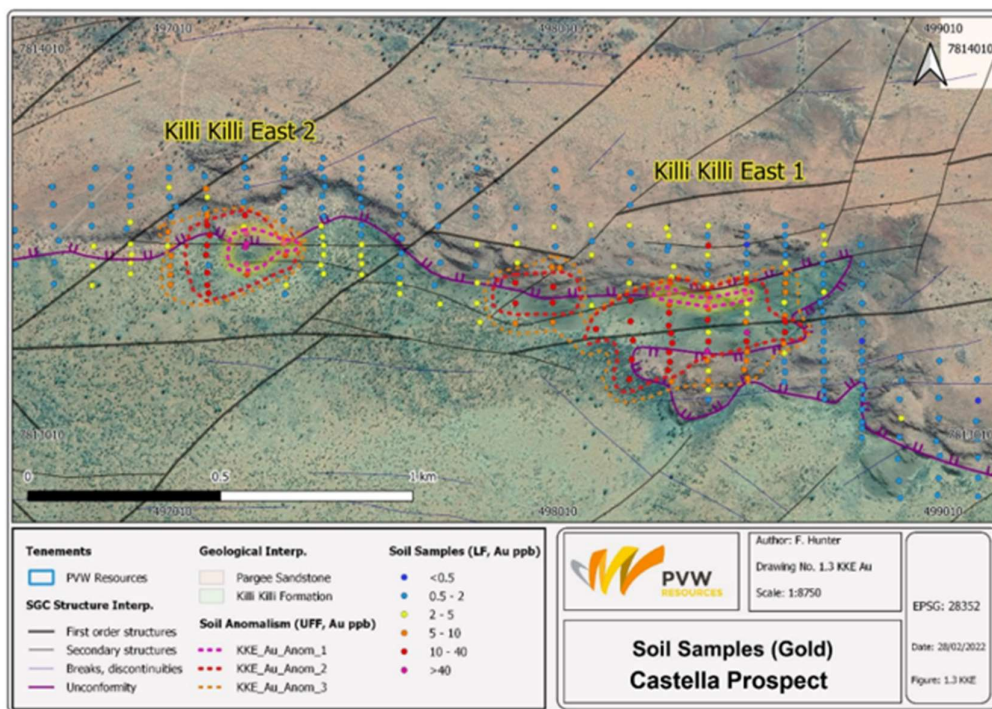 497010
498010
499010
7814010
7814010
Killi Killi East 2
Killi Killi East 1
7813010
7813010
0
0.5
1 km
497010
498010
499010
Tenements
PVW Resources
SGC Structure Interp.
First order structures
Secondary structures
Breaks, discontinuities
Unconformity
Geological Interp.
Pargee Sandstone
Killi Killi Formation
Soil Anomalism (UFF, Au ppb)
KKE_Au_Anom_1
KKE_Au_Anom_2
KKE_Au_Anom_3
Soil Samples (LF, Au ppb)
<0.5
0.5 - 2
2 - 5
5 - 10
10 - 40
>40
PVW
RESOURCES
Author: F. Hunter
Drawing No. 1.3 KKE Au
Scale: 1:8750
Soil Samples (Gold)
Castella Prospect
EPSG: 28352
Date: 28/02/2022
Figure: 1.3 KKE